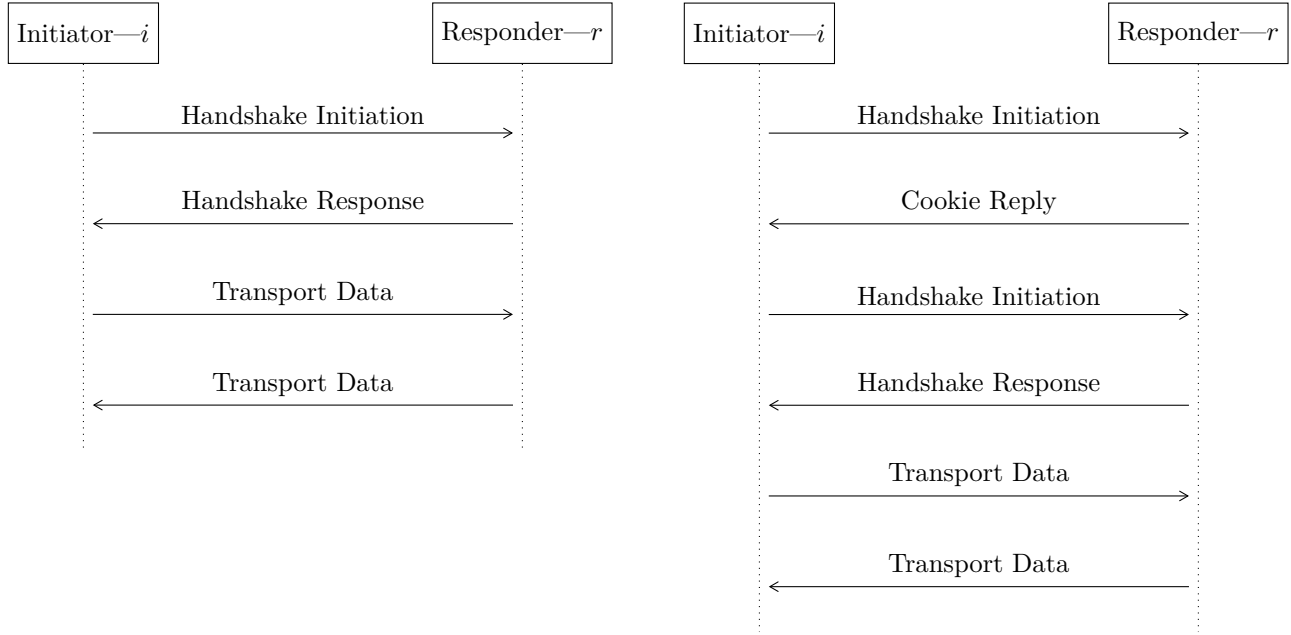 Initiator—i
Responder—r
Handshake Initiation
Handshake Response
Transport Data
Transport Data
Initiator—i
Responder—r
Handshake Initiation
Cookie Reply
Handshake Initiation
Handshake Response
Transport Data
Transport Data